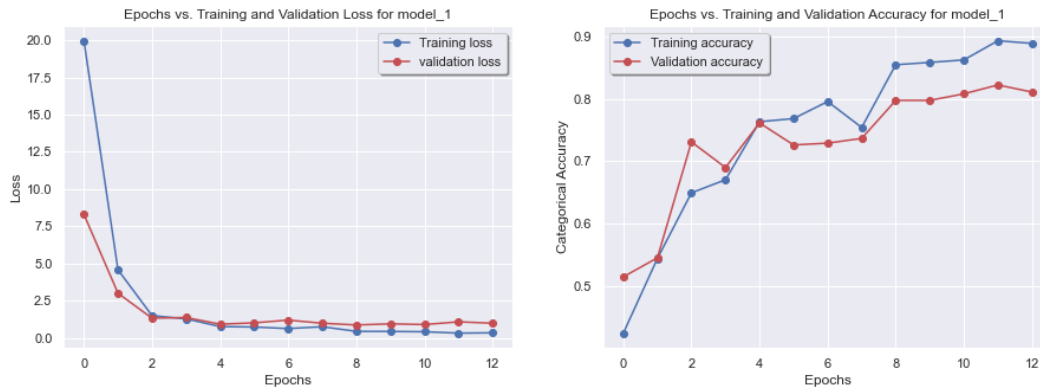 Epochs vs. Training and Validation Loss for model_1
20.0
17.5
15.0
12.5
10.0
7.5
5.0
2.5
0.0
Loss
Training loss
validation loss
0 2 4 6 8 10 12
Epochs
Epochs vs. Training and Validation Accuracy for model_1
0.9
0.8
0.7
0.6
0.5
Categorical Accuracy
Training accuracy
Validation accuracy
0 2 4 6 8 10 12
Epochs